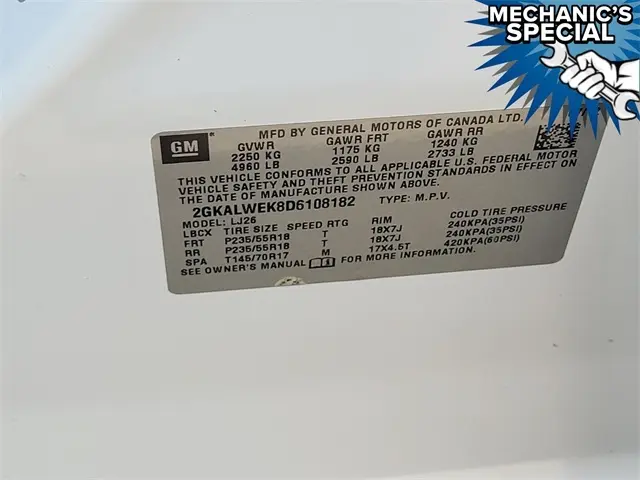 MECHANIC'S
SPECIAL
GM
MFD BY GENERAL MOTORS OF CANADA LTD.
GVWR GAWR FRT GAWR RR
2250 KG 1175 KG 1240 KG
4960 LB 2590 LB 2733 LB
THIS VEHICLE CONFORMS TO ALL APPLICABLE U.S. FEDERAL MOTOR
VEHICLE SAFETY AND THEFT PREVENTION STANDARDS IN EFFECT ON
THE DATE OF MANUFACTURE SHOWN ABOVE.
2GKALWEK8D6108182 TYPE: M.P.V.
MODEL: LJ26
LBCX TIRE SIZE SPEED RTG RIM COLD TIRE PRESSURE
FRT P235/55R18 T 18X7J 240KPA(35PSI)
RR P235/55R18 T 18X7J 240KPA(35PSI)
SPA T145/70R17 M 17X4.5T 420KPA(60PSI)
SEE OWNER'S MANUAL FOR MORE INFORMATION